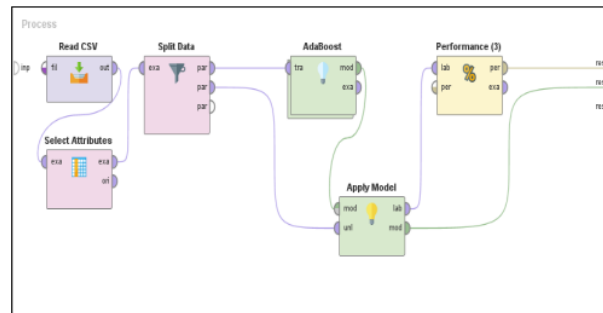 Process
Read CSV
inp
fil
out
Split Data
exa
par
par
par
AdaBoost
tra
mod
exa
Performance (3)
lab
per
per
exa
res
res
res
Select Attributes
exa
exa
ori
Apply Model
mod
lab
unl
mod